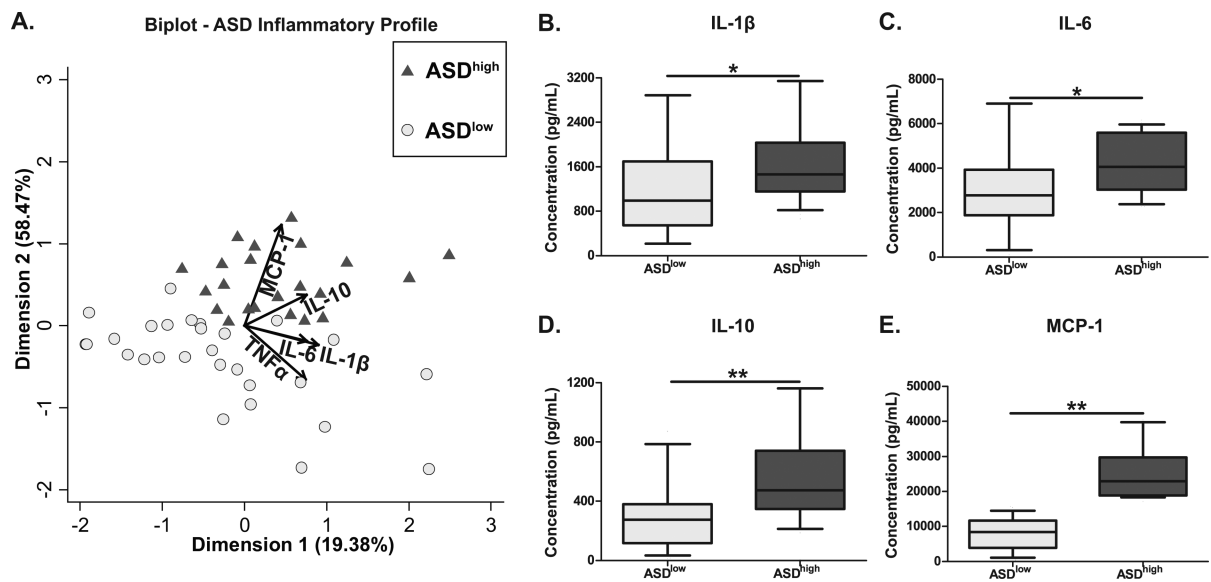 A.
Biplot - ASD Inflammatory Profile
ASDhigh
ASDlow
Dimension 2 (58.47%)
3
2
1
0
-1
-2
MCP-1
IL-10
IL-6
IL-1β
TNFα
-2
-1
0
1
2
3
Dimension 1 (19.38%)
B.
IL-1β
Concentration (pg/mL)
3200
2400
1600
800
0
*
ASDlow
ASDhigh
C.
IL-6
Concentration (pg/mL)
8000
6000
4000
2000
0
*
ASDlow
ASDhigh
D.
IL-10
Concentration (pg/mL)
1200
800
400
0
**
ASDlow
ASDhigh
E.
MCP-1
Concentration (pg/mL)
50000
40000
30000
20000
10000
0
**
ASDlow
ASDhigh